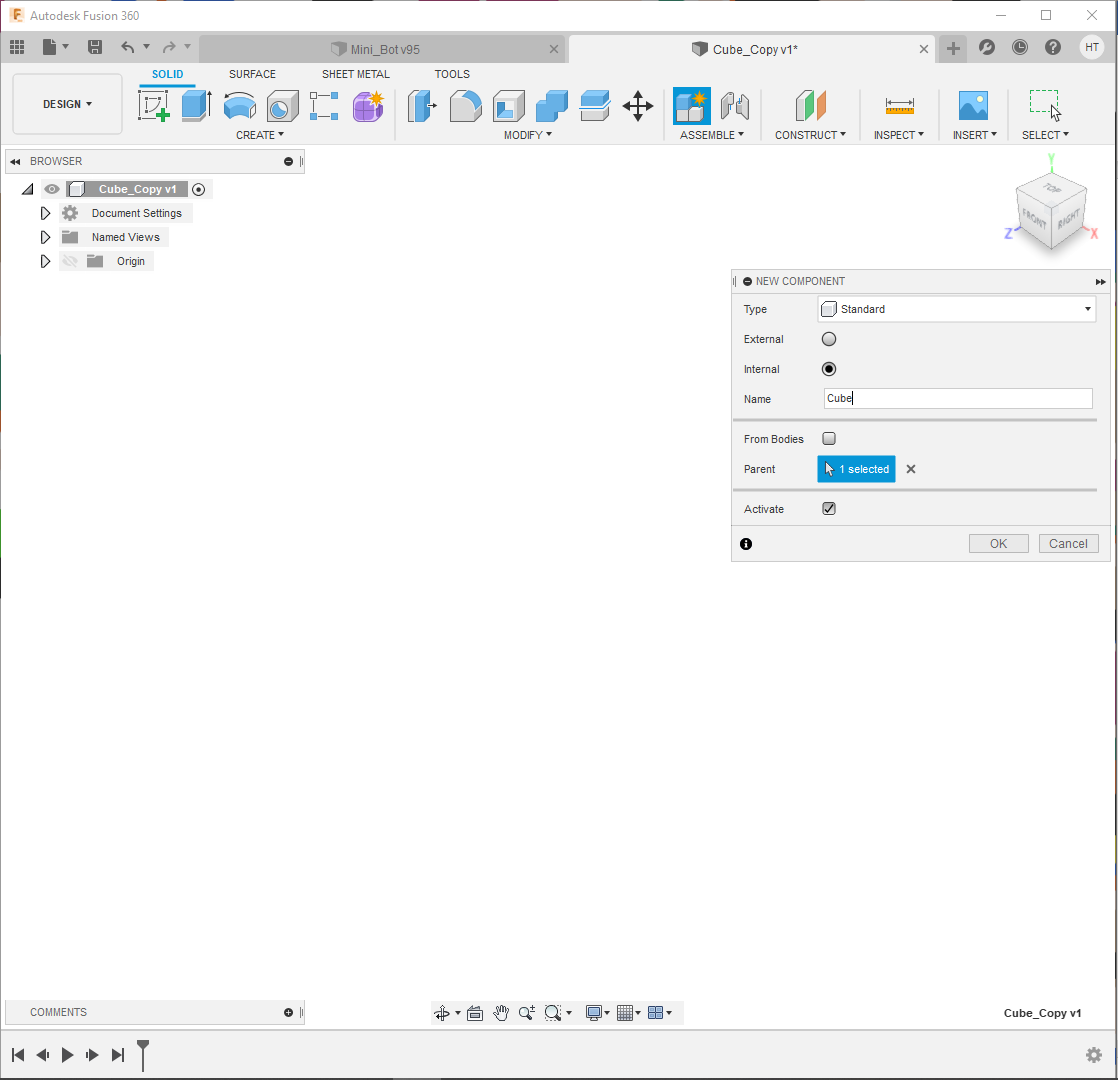 Autodesk Fusion 360
Mini_Bot v95
Cube_Copy v1*
HT
DESIGN
SOLID
SURFACE
SHEET METAL
TOOLS
CREATE
MODIFY
ASSEMBLE
CONSTRUCT
INSPECT
INSERT
SELECT
BROWSER
Cube_Copy v1
Document Settings
Named Views
Origin
Y
TOP
FRONT
RIGHT
Z
X
NEW COMPONENT
Type
Standard
External
Internal
Name
Cube
From Bodies
Parent
1 selected
Activate
OK
Cancel
COMMENTS
Cube_Copy v1